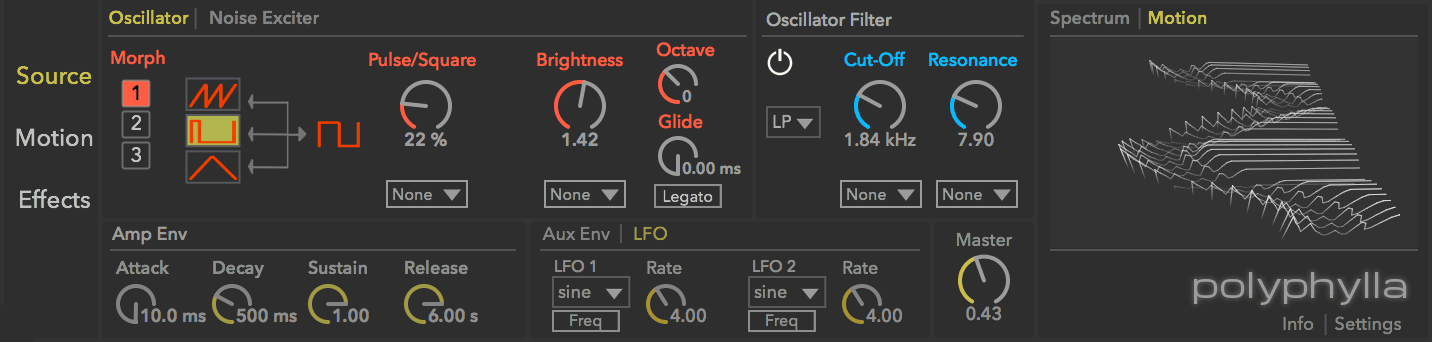 Oscillator | Noise Exciter
Oscillator Filter
Spectrum | Motion
Source
Motion
Effects
Morph
1
2
3
Pulse/Square
22 %
None
Brightness
1.42
None
Octave
0
Glide
0.00 ms
Legato
LP
Cut-Off
1.84 kHz
None
Resonance
7.90
None
Amp Env
Attack
10.0 ms
Decay
500 ms
Sustain
1.00
Release
6.00 s
Aux Env | LFO
LFO 1
sine
Freq
Rate
4.00
LFO 2
sine
Freq
Rate
4.00
Master
0.43
polyphylla
Info | Settings